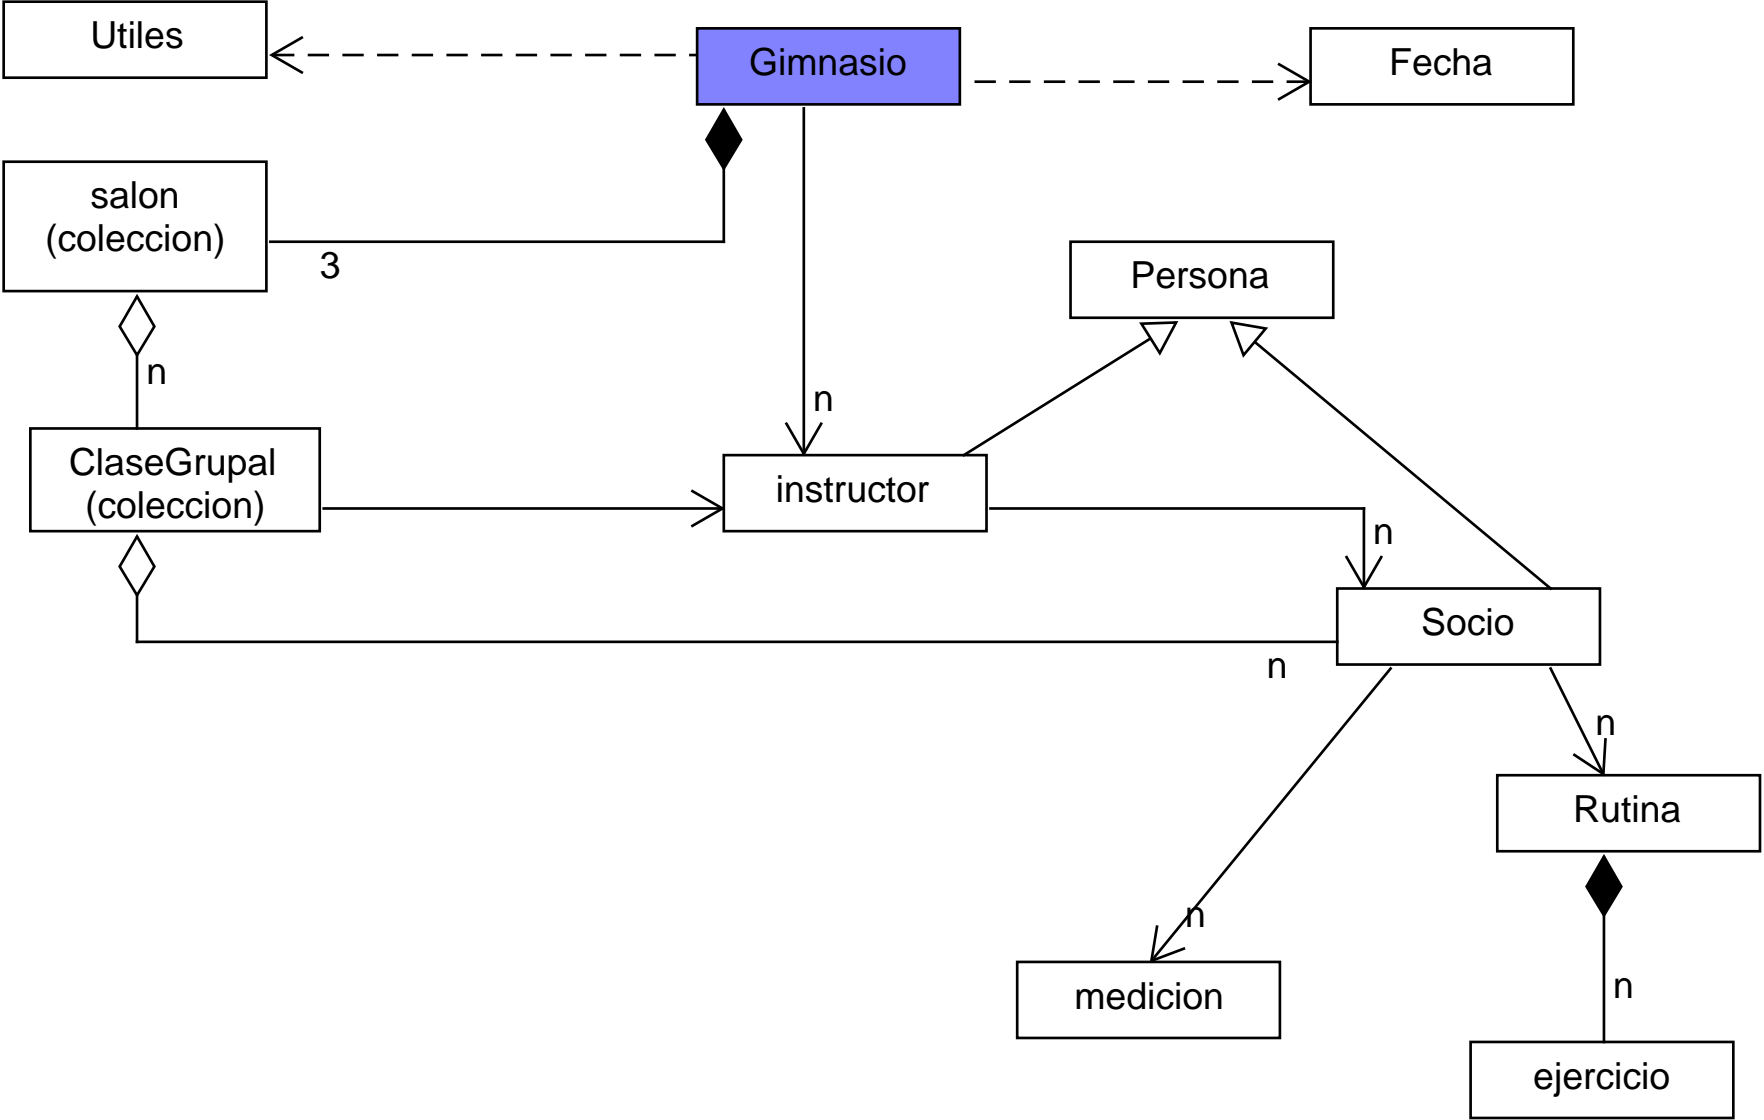 Utiles
Gimnasio
Fecha
salon
(coleccion)
3
Persona
n
n
ClaseGrupal
(coleccion)
instructor
n
Socio
n
n
Rutina
n
medicion
n
ejercicio